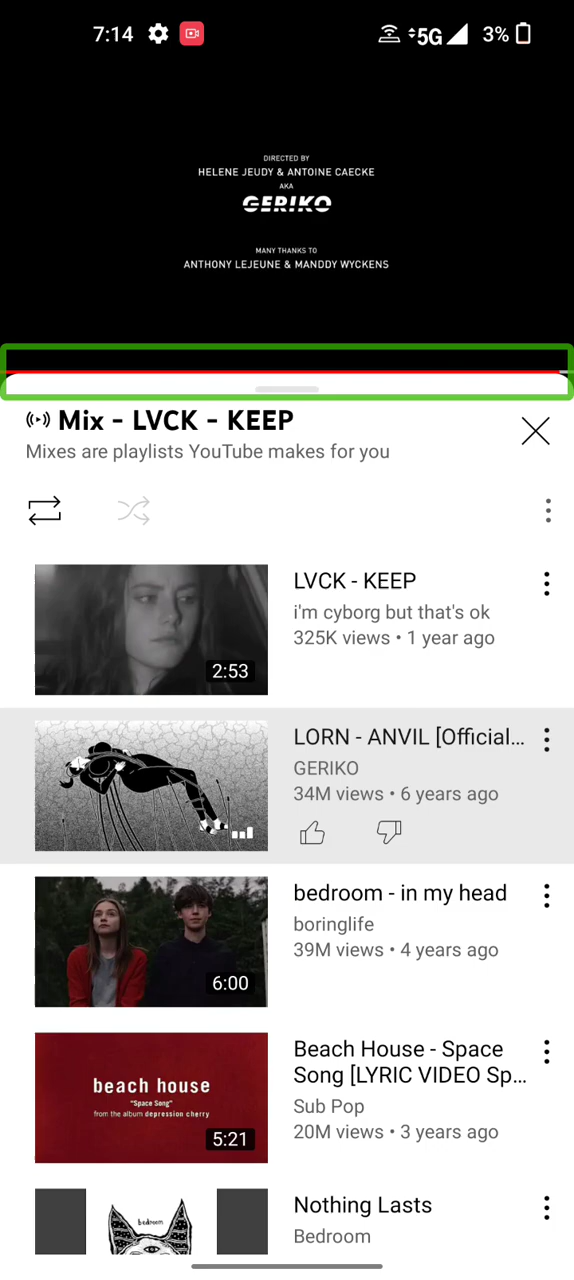 7:14
5G
3%
DIRECTED BY
HELENE JEUDY & ANTOINE CAECKE
AKA
GERIKO
MANY THANKS TO
ANTHONY LEJEUNE & MANDDY WYCKENS
Mix - LVCK - KEEP
Mixes are playlists YouTube makes for you
LVCK - KEEP
i'm cyborg but that's ok
325K views • 1 year ago
2:53
LORN - ANVIL [Official...
GERIKO
34M views • 6 years ago
bedroom - in my head
boringlife
39M views • 4 years ago
6:00
beach house
"Space Song"
from the album depression cherry
5:21
Beach House - Space
Song [LYRIC VIDEO Sp...
Sub Pop
20M views • 3 years ago
bedroom
Nothing Lasts
Bedroom